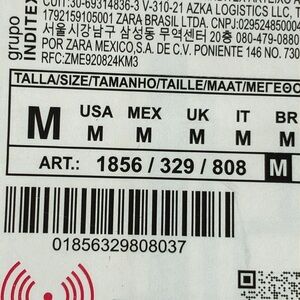 CUIT:30-69314836-3 V-310-21 AZKA LOGISTICS LLC,
17929159105001 ZARA BRASIL LTDA. CNPJ:02952485000
서울시강남구 삼성동 무역센터 20층 080-479-0880
POR ZARA MEXICO,S.A. DE C.V. PONIENTE 146 NO. 730
RFC:ZME920824KM3
grupo
INDITEX
TALLA/SIZE/TAMANHO/TAILLE/MAAT/ΜΕΓΕΘΟ
M
USA MEX UK IT BR
M M M M M
ART.: 1856 / 329 / 808 M
01856329808037